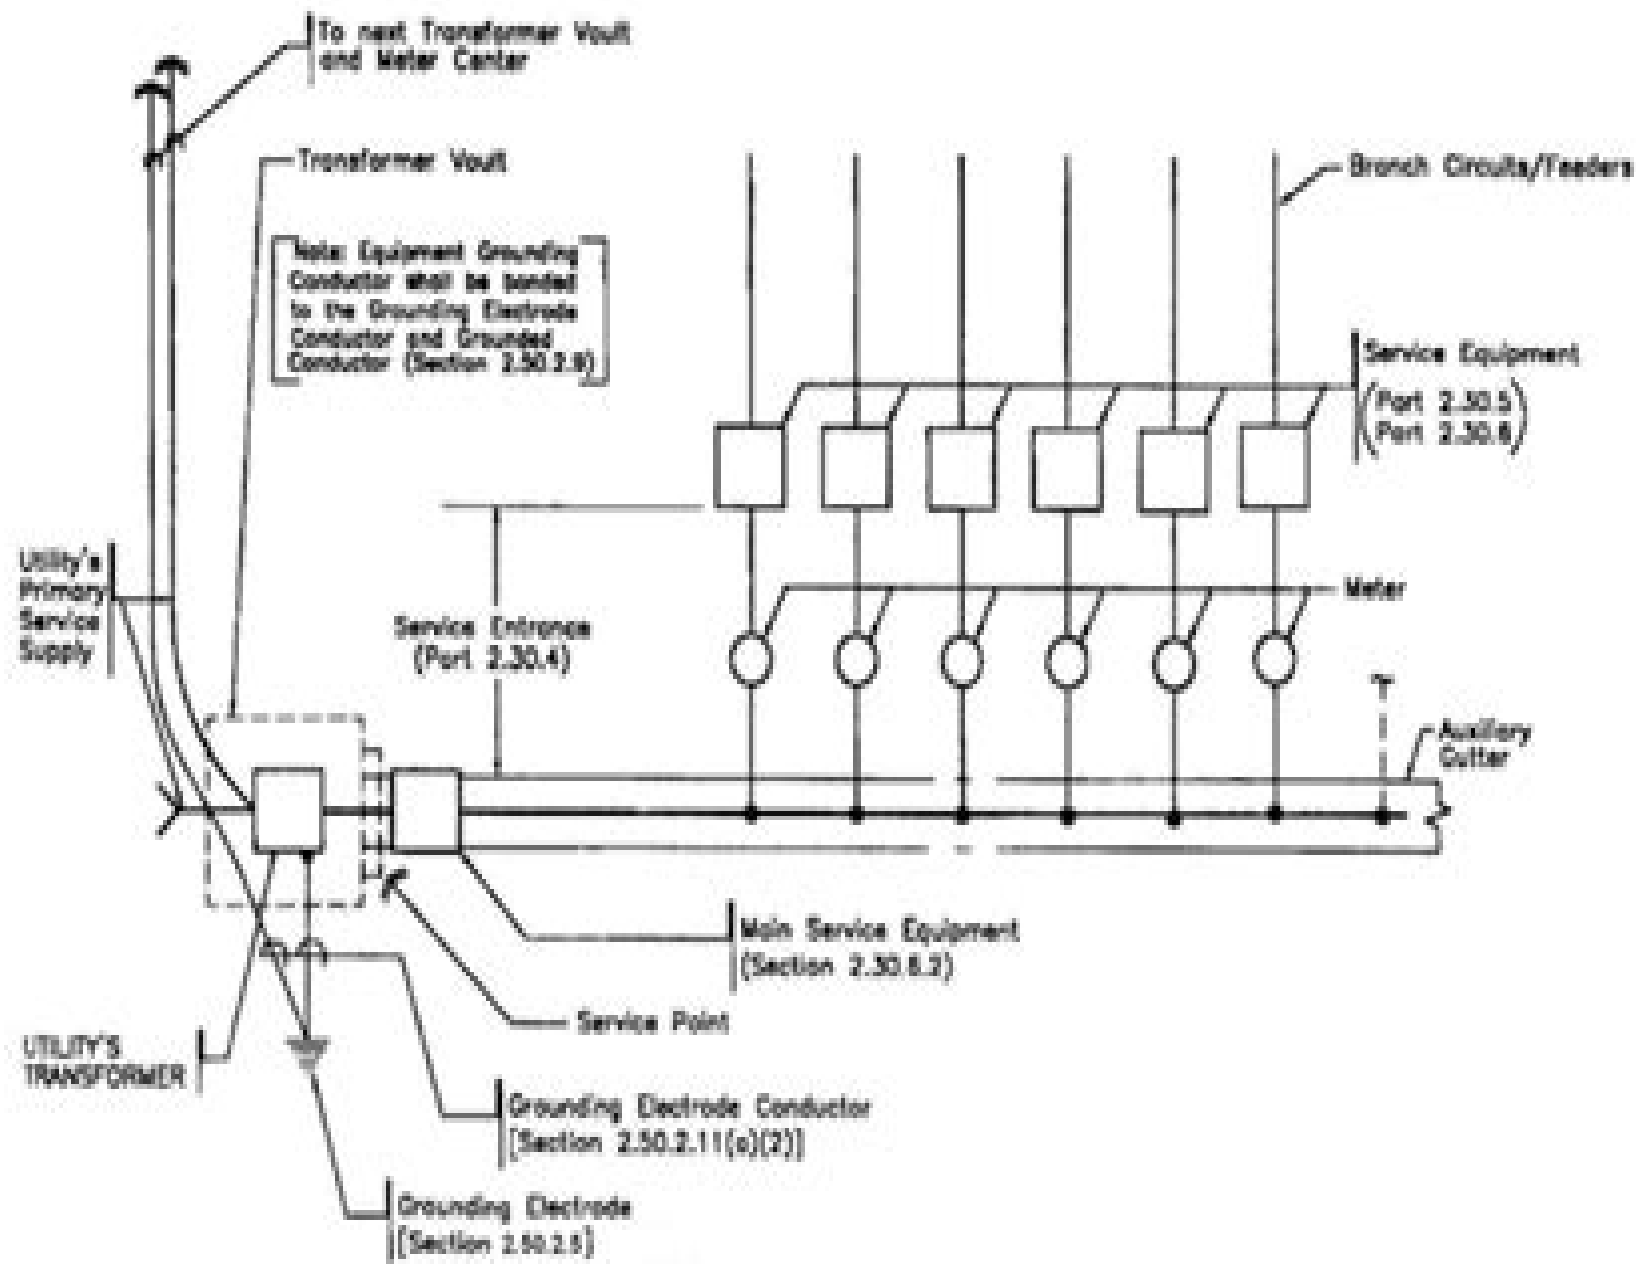 To next Transformer Vault
and Meter Center
Transformer Vault
Branch Circuits/Feeders
Note: Equipment Grounding
Conductor shall be bonded
to the Grounding Electrode
Conductor and Grounded
Conductor (Section 2.50.2.9)
Service Equipment
(Part 2.30.5
Part 2.30.6)
Utility's
Primary
Service
Supply
Service Entrance
(Part 2.30.4)
Meter
Auxiliary
Gutter
Main Service Equipment
(Section 2.30.6.2)
Service Point
UTILITY'S
TRANSFORMER
Grounding Electrode Conductor
[Section 2.50.2.11(a)(2)]
Grounding Electrode
[Section 2.50.2.5)